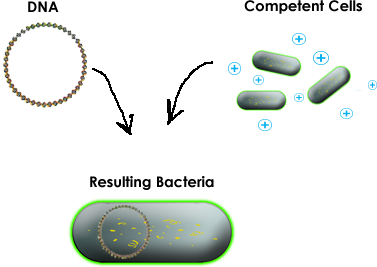 DNA
Competent Cells
Resulting Bacteria